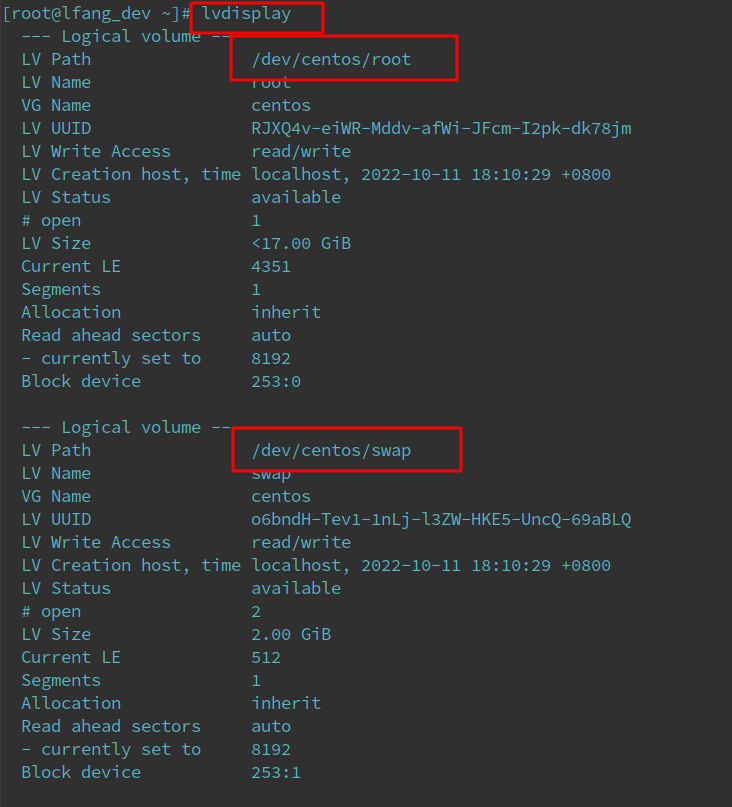 [root@lfang_dev ~]# lvdisplay
--- Logical volume --
LV Path /dev/centos/root
LV Name root
VG Name centos
LV UUID RJXQ4v-eiWR-Mddv-afWi-JFcm-I2pk-dk78jm
LV Write Access read/write
LV Creation host, time localhost, 2022-10-11 18:10:29 +0800
LV Status available
# open 1
LV Size <17.00 GiB
Current LE 4351
Segments 1
Allocation inherit
Read ahead sectors auto
- currently set to 8192
Block device 253:0

--- Logical volume --
LV Path /dev/centos/swap
LV Name swap
VG Name centos
LV UUID o6bndH-Tev1-1nLj-l3ZW-HKE5-UncQ-69aBLQ
LV Write Access read/write
LV Creation host, time localhost, 2022-10-11 18:10:29 +0800
LV Status available
# open 2
LV Size 2.00 GiB
Current LE 512
Segments 1
Allocation inherit
Read ahead sectors auto
- currently set to 8192
Block device 253:1